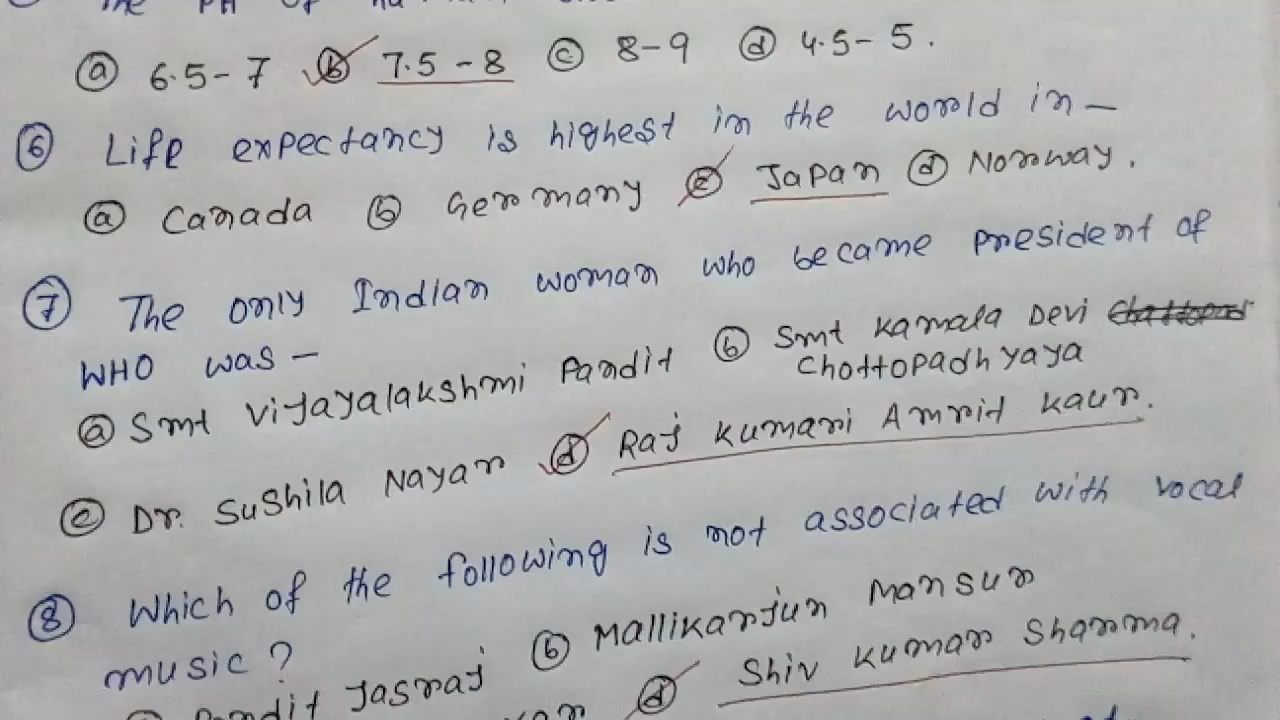 The PH of
ⓐ 6.5-7 ⓑ 7.5-8 ⓒ 8-9 ⓓ 4.5-5.
⑥ Life expectancy is highest in the world in-
ⓐ Canada ⓑ Germany ⓒ Japan ⓓ Norway.
⑦ The only Indian woman who became president of
WHO was -
ⓐ Smt Vijayalakshmi Pandit ⓑ Smt Kamala Devi
Chottopadhyaya
ⓒ Dr. Sushila Nayar ⓓ Raj Kumari Amrit Kaur.
⑧ Which of the following is not associated with vocal
music?
Pandit Jasraj ⓑ Mallikarjun Mansur
ⓓ Shiv Kumar Sharma.